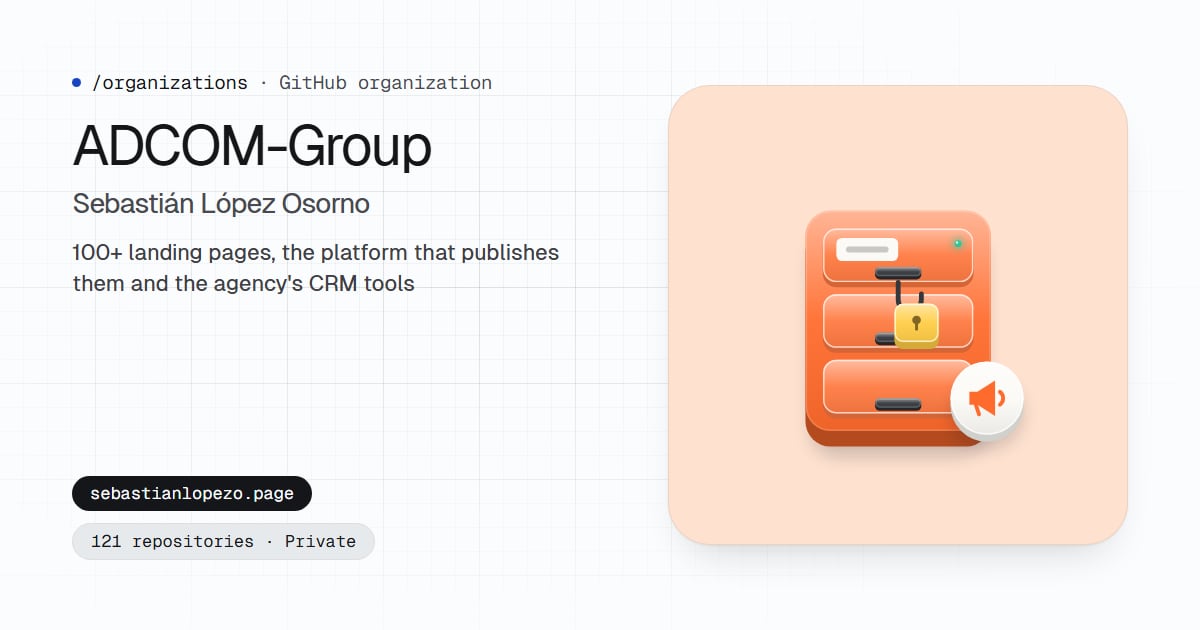 /organizations · GitHub organization
ADCOM-Group
Sebastián López Osorno
100+ landing pages, the platform that publishes
them and the agency's CRM tools
sebastianlopezo.page
121 repositories · Private